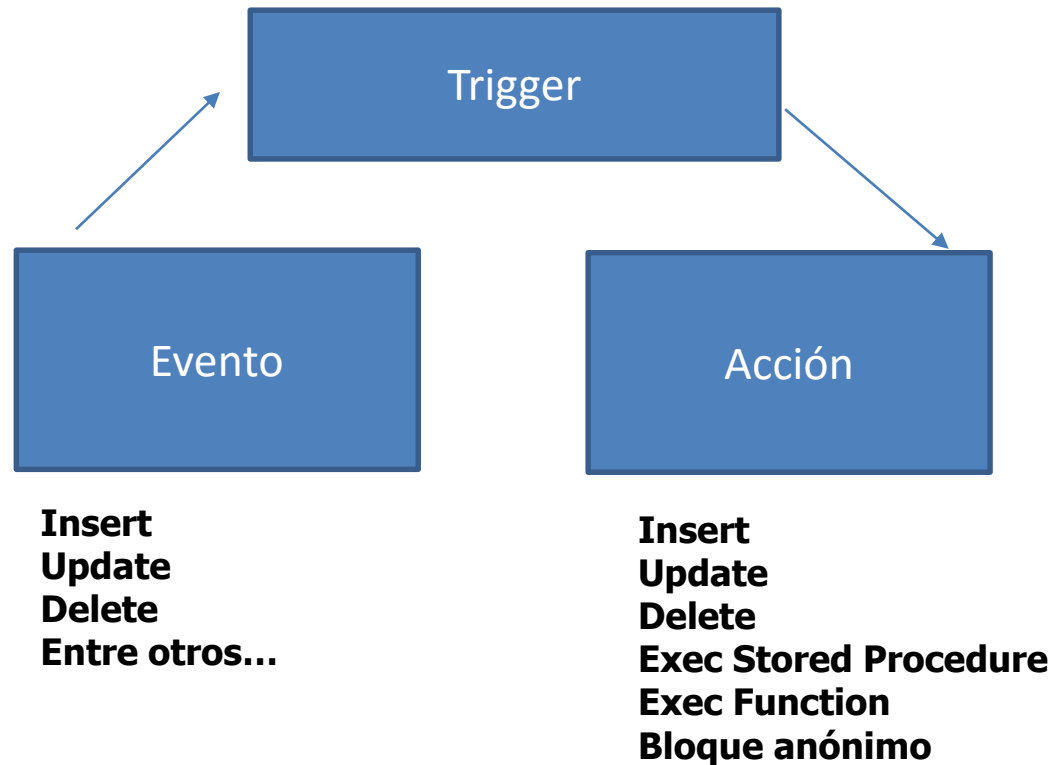 Trigger
Evento
Acción
Insert
Update
Delete
Entre otros…
Insert
Update
Delete
Exec Stored Procedure
Exec Function
Bloque anónimo